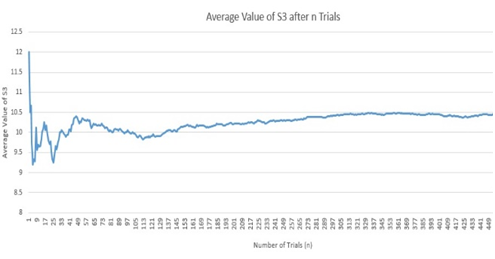 Average Value of S3 after n Trials
12.5
12
11.5
11
10.5
10
9.5
9
8.5
8
Average Value of S3
1 9 17 25 33 41 49 57 65 73 81 89 97 105 113 121 129 137 145 153 161 169 177 185 193 201 209 217 225 233 241 249 257 265 273 281 289 297 305 313 321 329 337 345 353 361 369 377 385 393 401 409 417 425 433 441 449
Number of Trials (n)